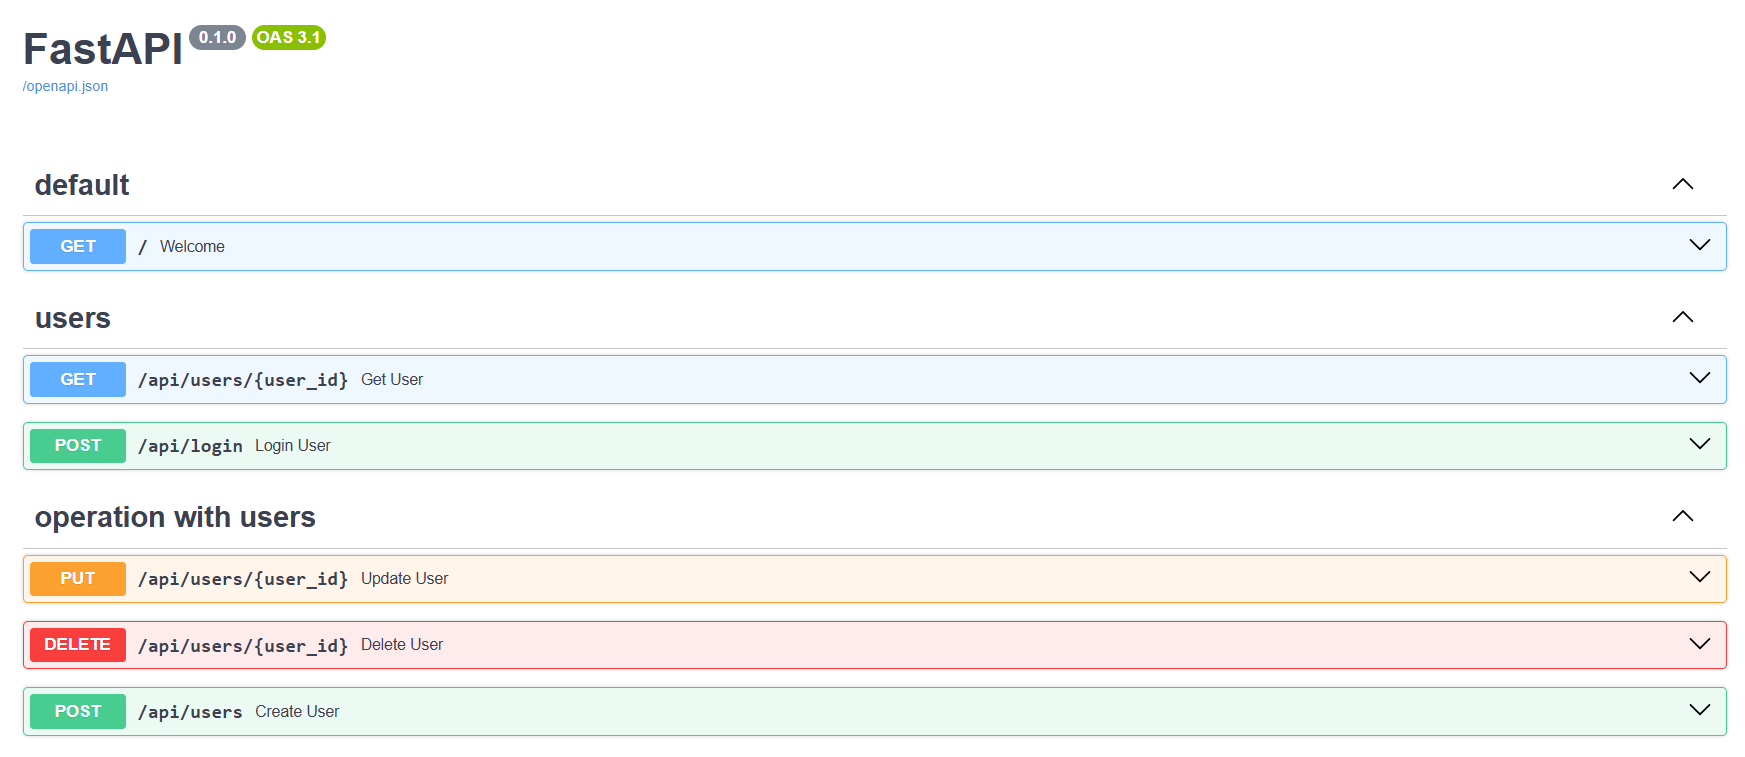 FastAPI 0.1.0 OAS 3.1
/openapi.json
default
GET / Welcome
users
GET /api/users/{user_id} Get User
POST /api/login Login User
operation with users
PUT /api/users/{user_id} Update User
DELETE /api/users/{user_id} Delete User
POST /api/users Create User